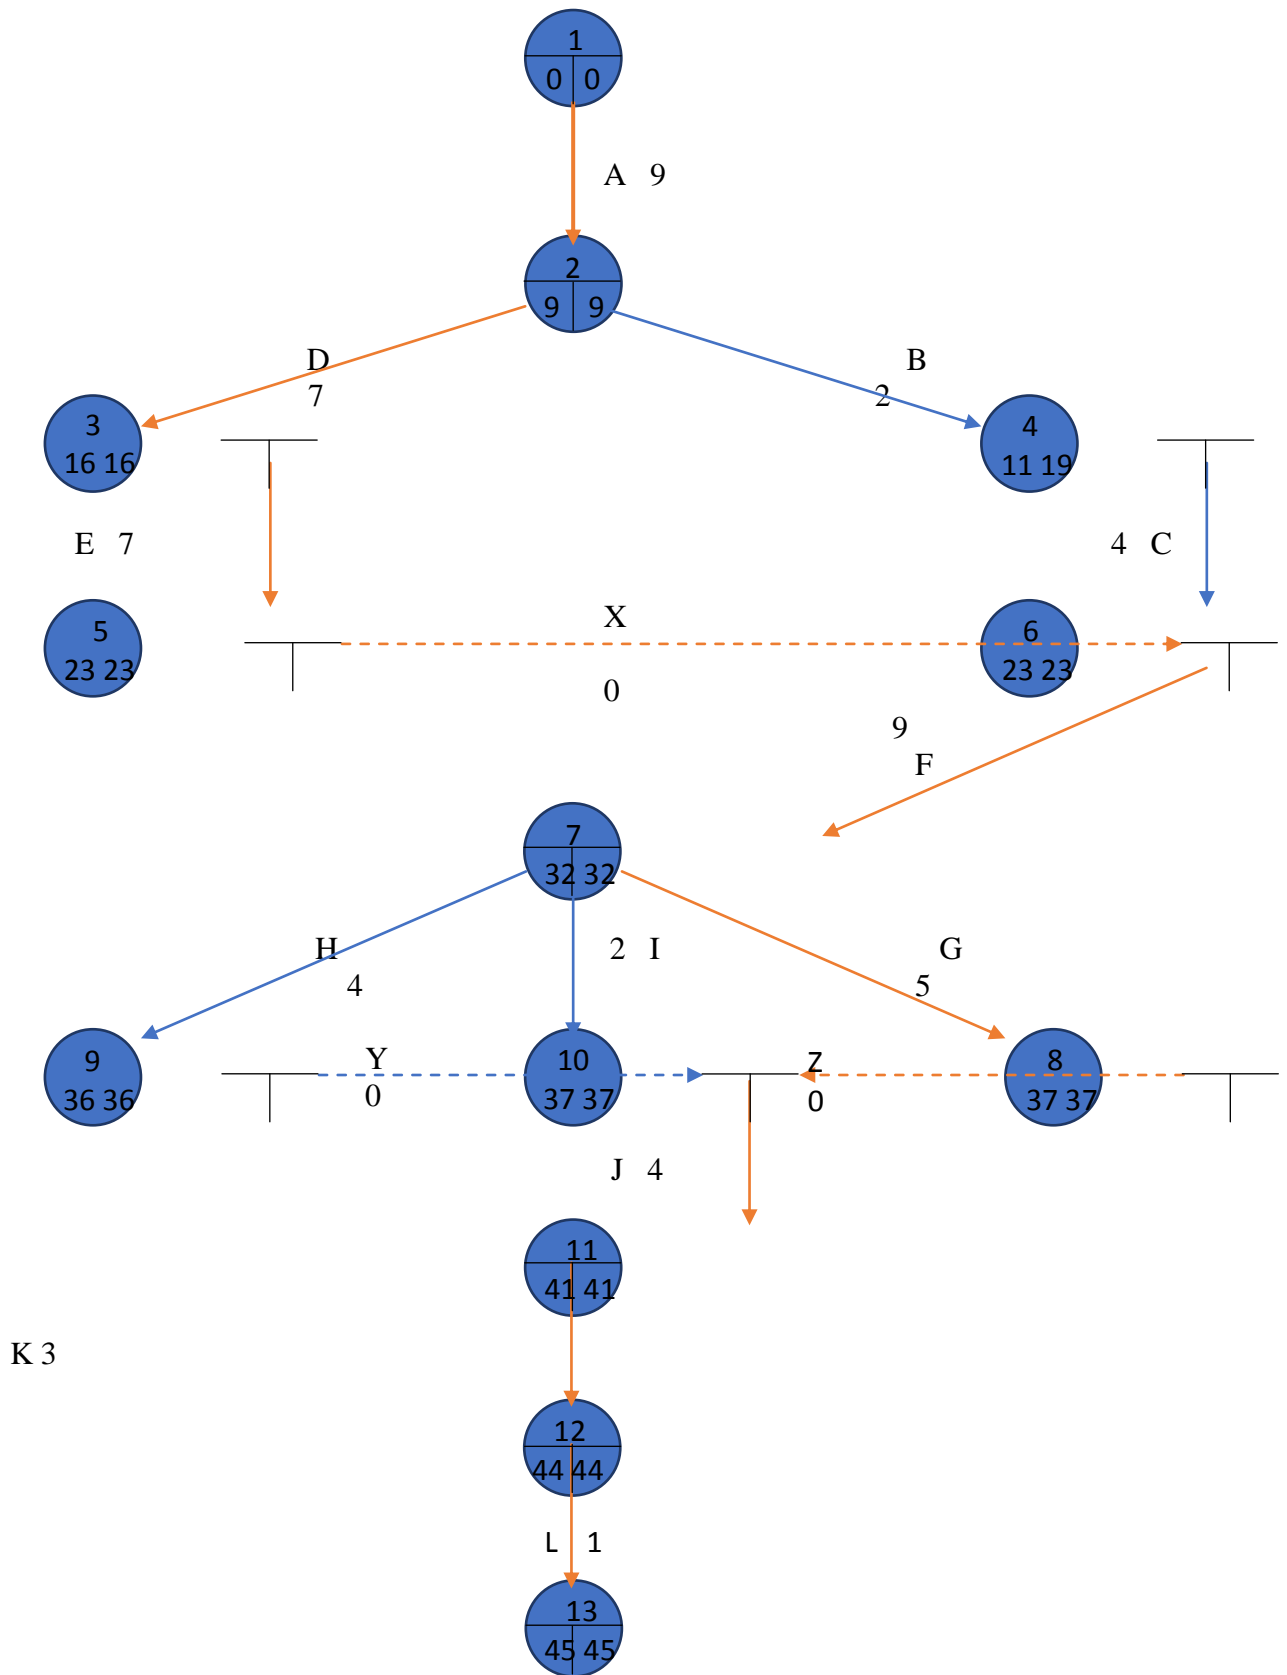 1
0 0
A 9
2
9 9
D B
7 2
3 4
16 16 11 19
E 7 4 C
X
5 6
23 23 23 23
0
9
F
7
32 32
H 2 I G
4 5
9 Y 10 Z 8
36 36 0 37 37 0 37 37
J 4
11
41 41
K 3
12
44 44
L 1
13
45 45